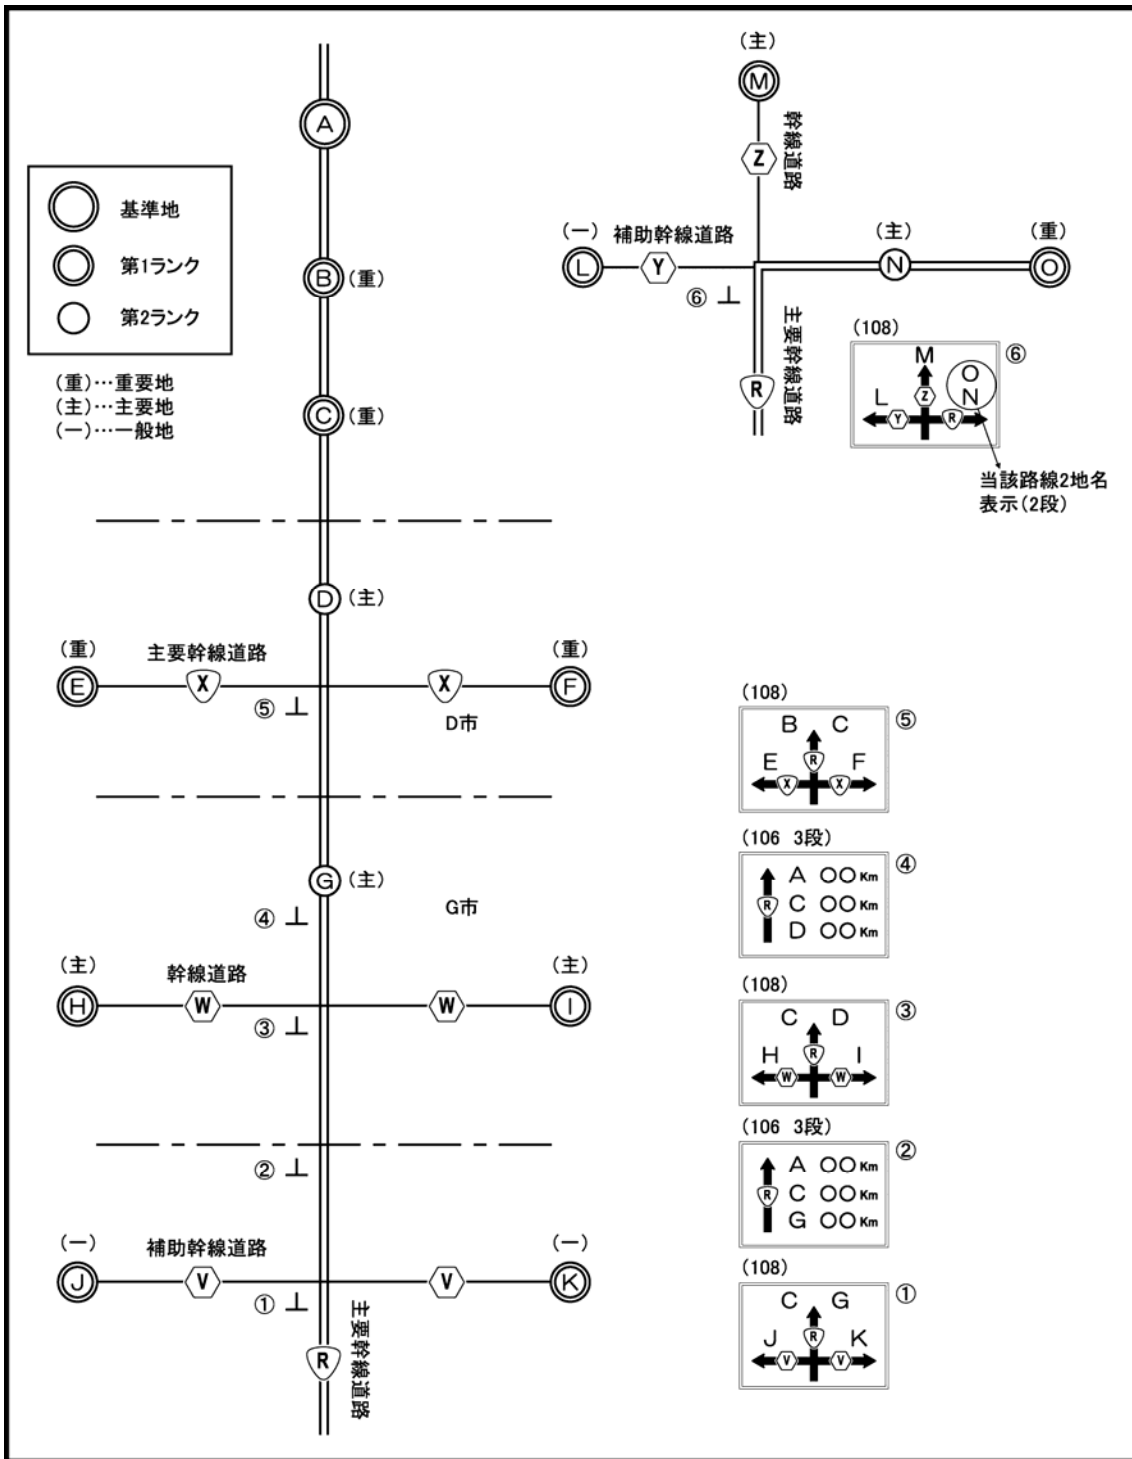 A
基準地
第1ランク
第2ランク
(重)…重要地
(主)…主要地
(一)…一般地
B (重)
C (重)
D (主)
(重) 主要幹線道路 (重)
E X X F
⑤ D市
G (主)
④ G市
(主) 幹線道路 (主)
H W W I
③
②
(一) 補助幹線道路 (一)
J V V K
①
R 主要幹線道路
(主)
M
Z 幹線道路
(一) 補助幹線道路 (主) (重)
L Y N O
⑥
R 主要幹線道路
(108) ⑥
M
O
L Z N
Y R
当該路線2地名
表示(2段)
(108) ⑤
B C
E R F
X X
(106 3段) ④
A 〇〇Km
R C 〇〇Km
D 〇〇Km
(108) ③
C D
H R I
W W
(106 3段) ②
A 〇〇Km
R C 〇〇Km
G 〇〇Km
(108) ①
C G
J R K
V V